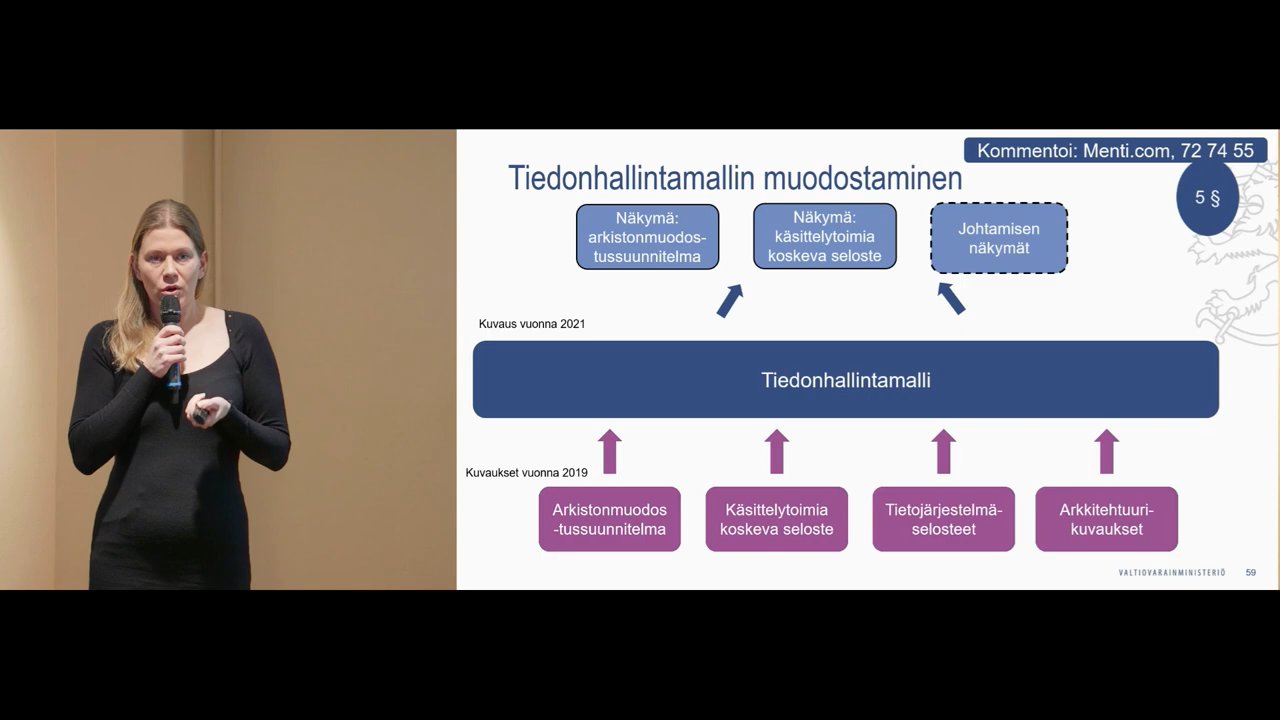 Kommentoi: Menti.com, 72 74 55
Tiedonhallintamallin muodostaminen
5 §
Näkymä:
arkistonmuodos-
tussuunnitelma
Näkymä:
käsittelytoimia
koskeva seloste
Johtamisen
näkymät
Kuvaus vuonna 2021
Tiedonhallintamalli
Kuvaukset vuonna 2019
Arkistonmuodos
-tussuunnitelma
Käsittelytoimia
koskeva seloste
Tietojärjestelmä-
selosteet
Arkkitehtuuri-
kuvaukset
VALTIOVARAINMINISTERIÖ
59